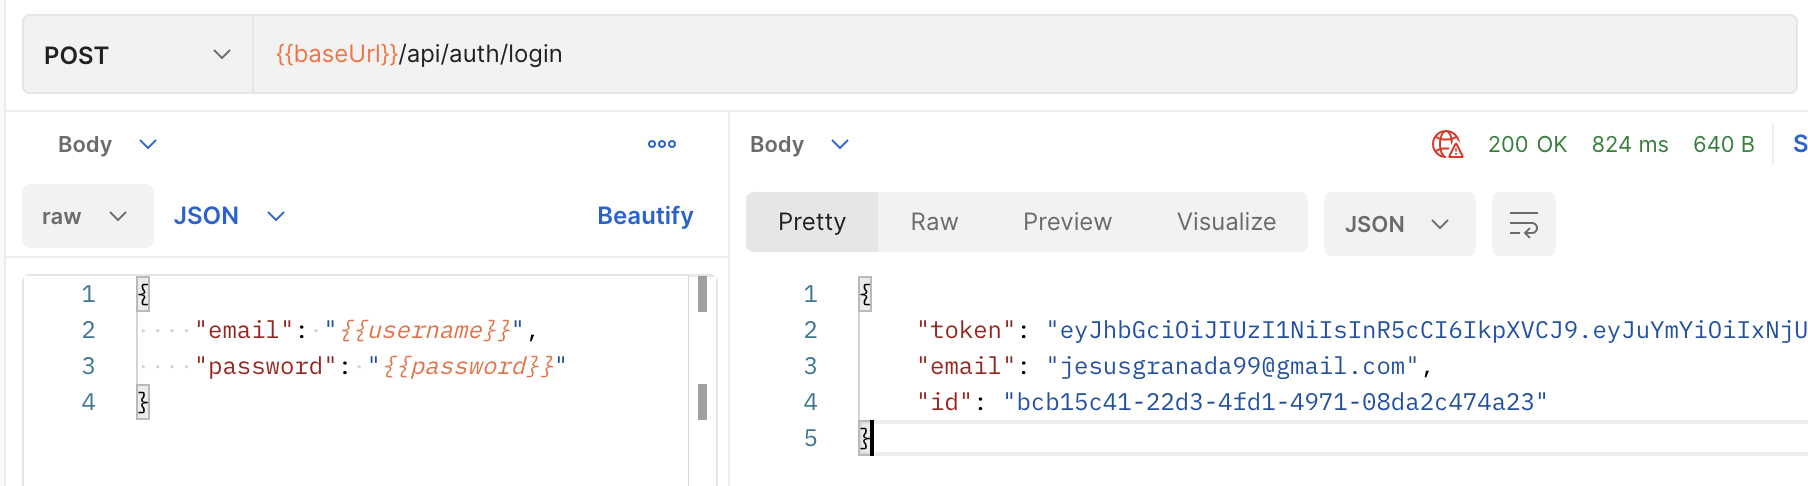 POST {{baseUrl}}/api/auth/login
Body
Body 200 OK 824 ms 640 B S
raw JSON Beautify
Pretty Raw Preview Visualize JSON
1 {
2 "email": "{{username}}",
3 "password": "{{password}}"
4 }
1 {
2 "token": "eyJhbGciOiJIUzI1NiIsInR5cCI6IkpXVCJ9.eyJuYmYiOiIxNjU
3 "email": "jesusgranada99@gmail.com",
4 "id": "bcb15c41-22d3-4fd1-4971-08da2c474a23"
5 }